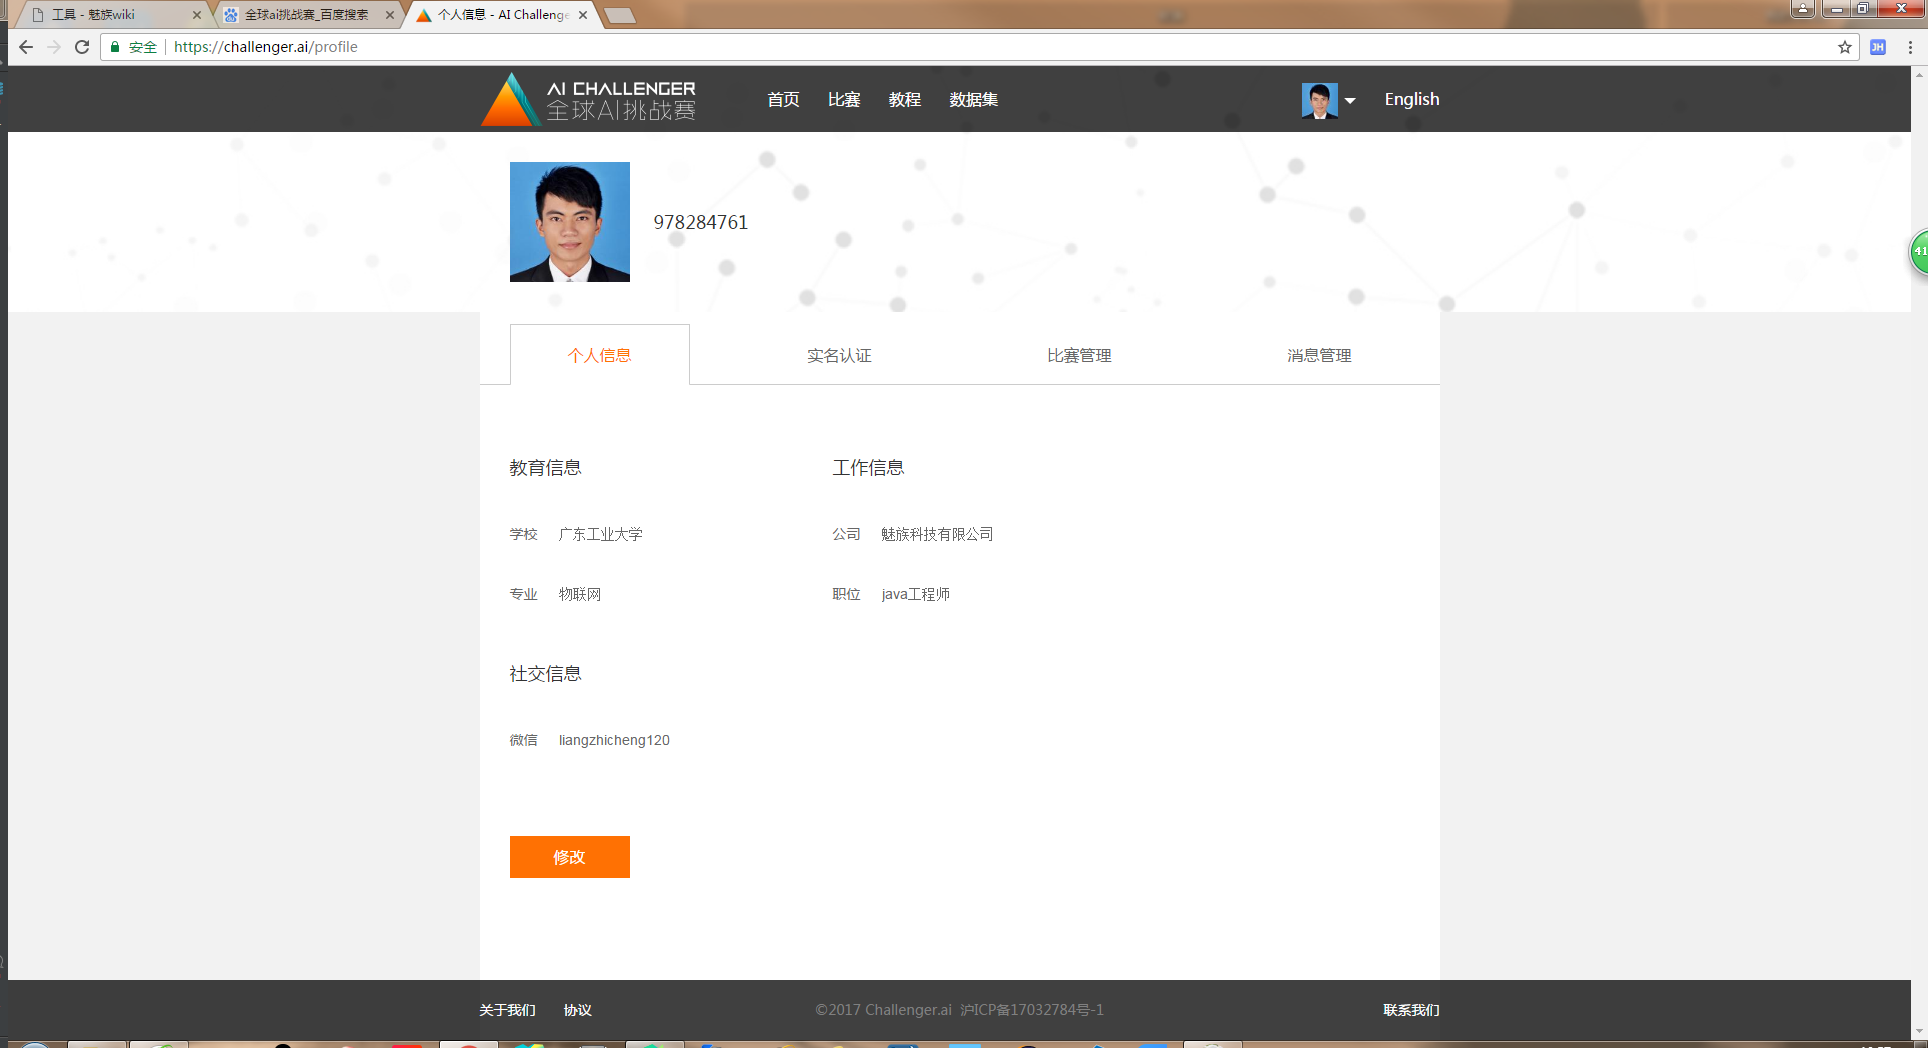 工具 - 魅族wiki
全球ai挑战赛_百度搜索
个人信息 - AI Challenge
安全
https://challenger.ai/profile
JH
AI CHALLENGER
全球AI挑战赛
首页 比赛 教程 数据集
English
978284761
41
个人信息 实名认证 比赛管理 消息管理
教育信息 工作信息
学校 广东工业大学 公司 魅族科技有限公司
专业 物联网 职位 java工程师
社交信息
微信 liangzhicheng120
修改
关于我们 协议 ©2017 Challenger.ai 沪ICP备17032784号-1 联系我们